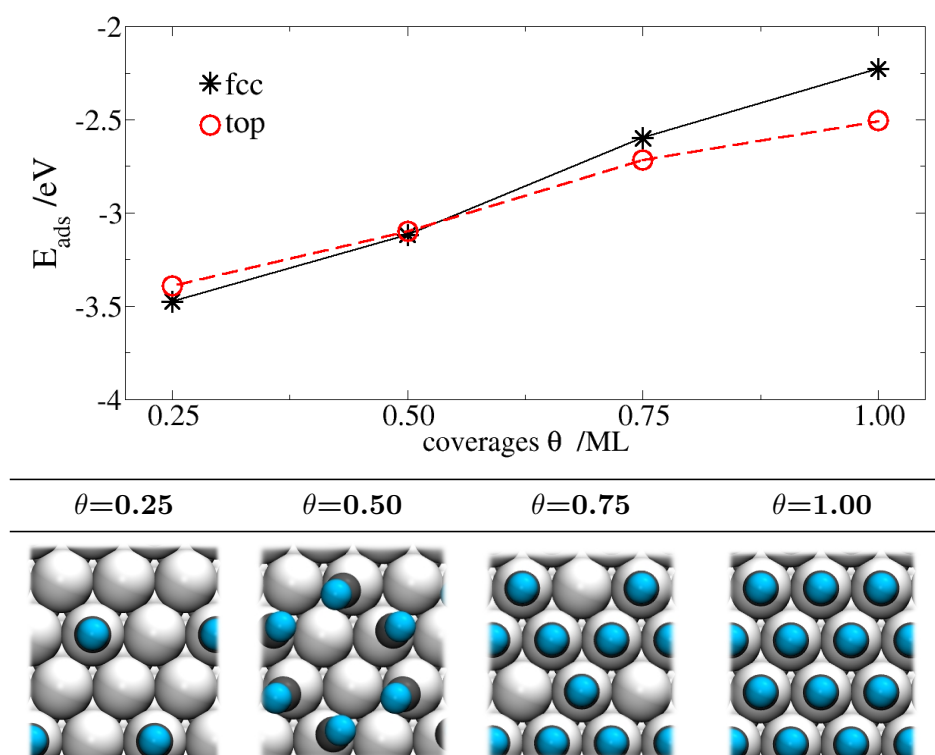 -2
fcc
top
-2.5
-3
-3.5
-4
E_ads /eV
0.25 0.50 0.75 1.00
coverages θ /ML
θ=0.25 θ=0.50 θ=0.75 θ=1.00